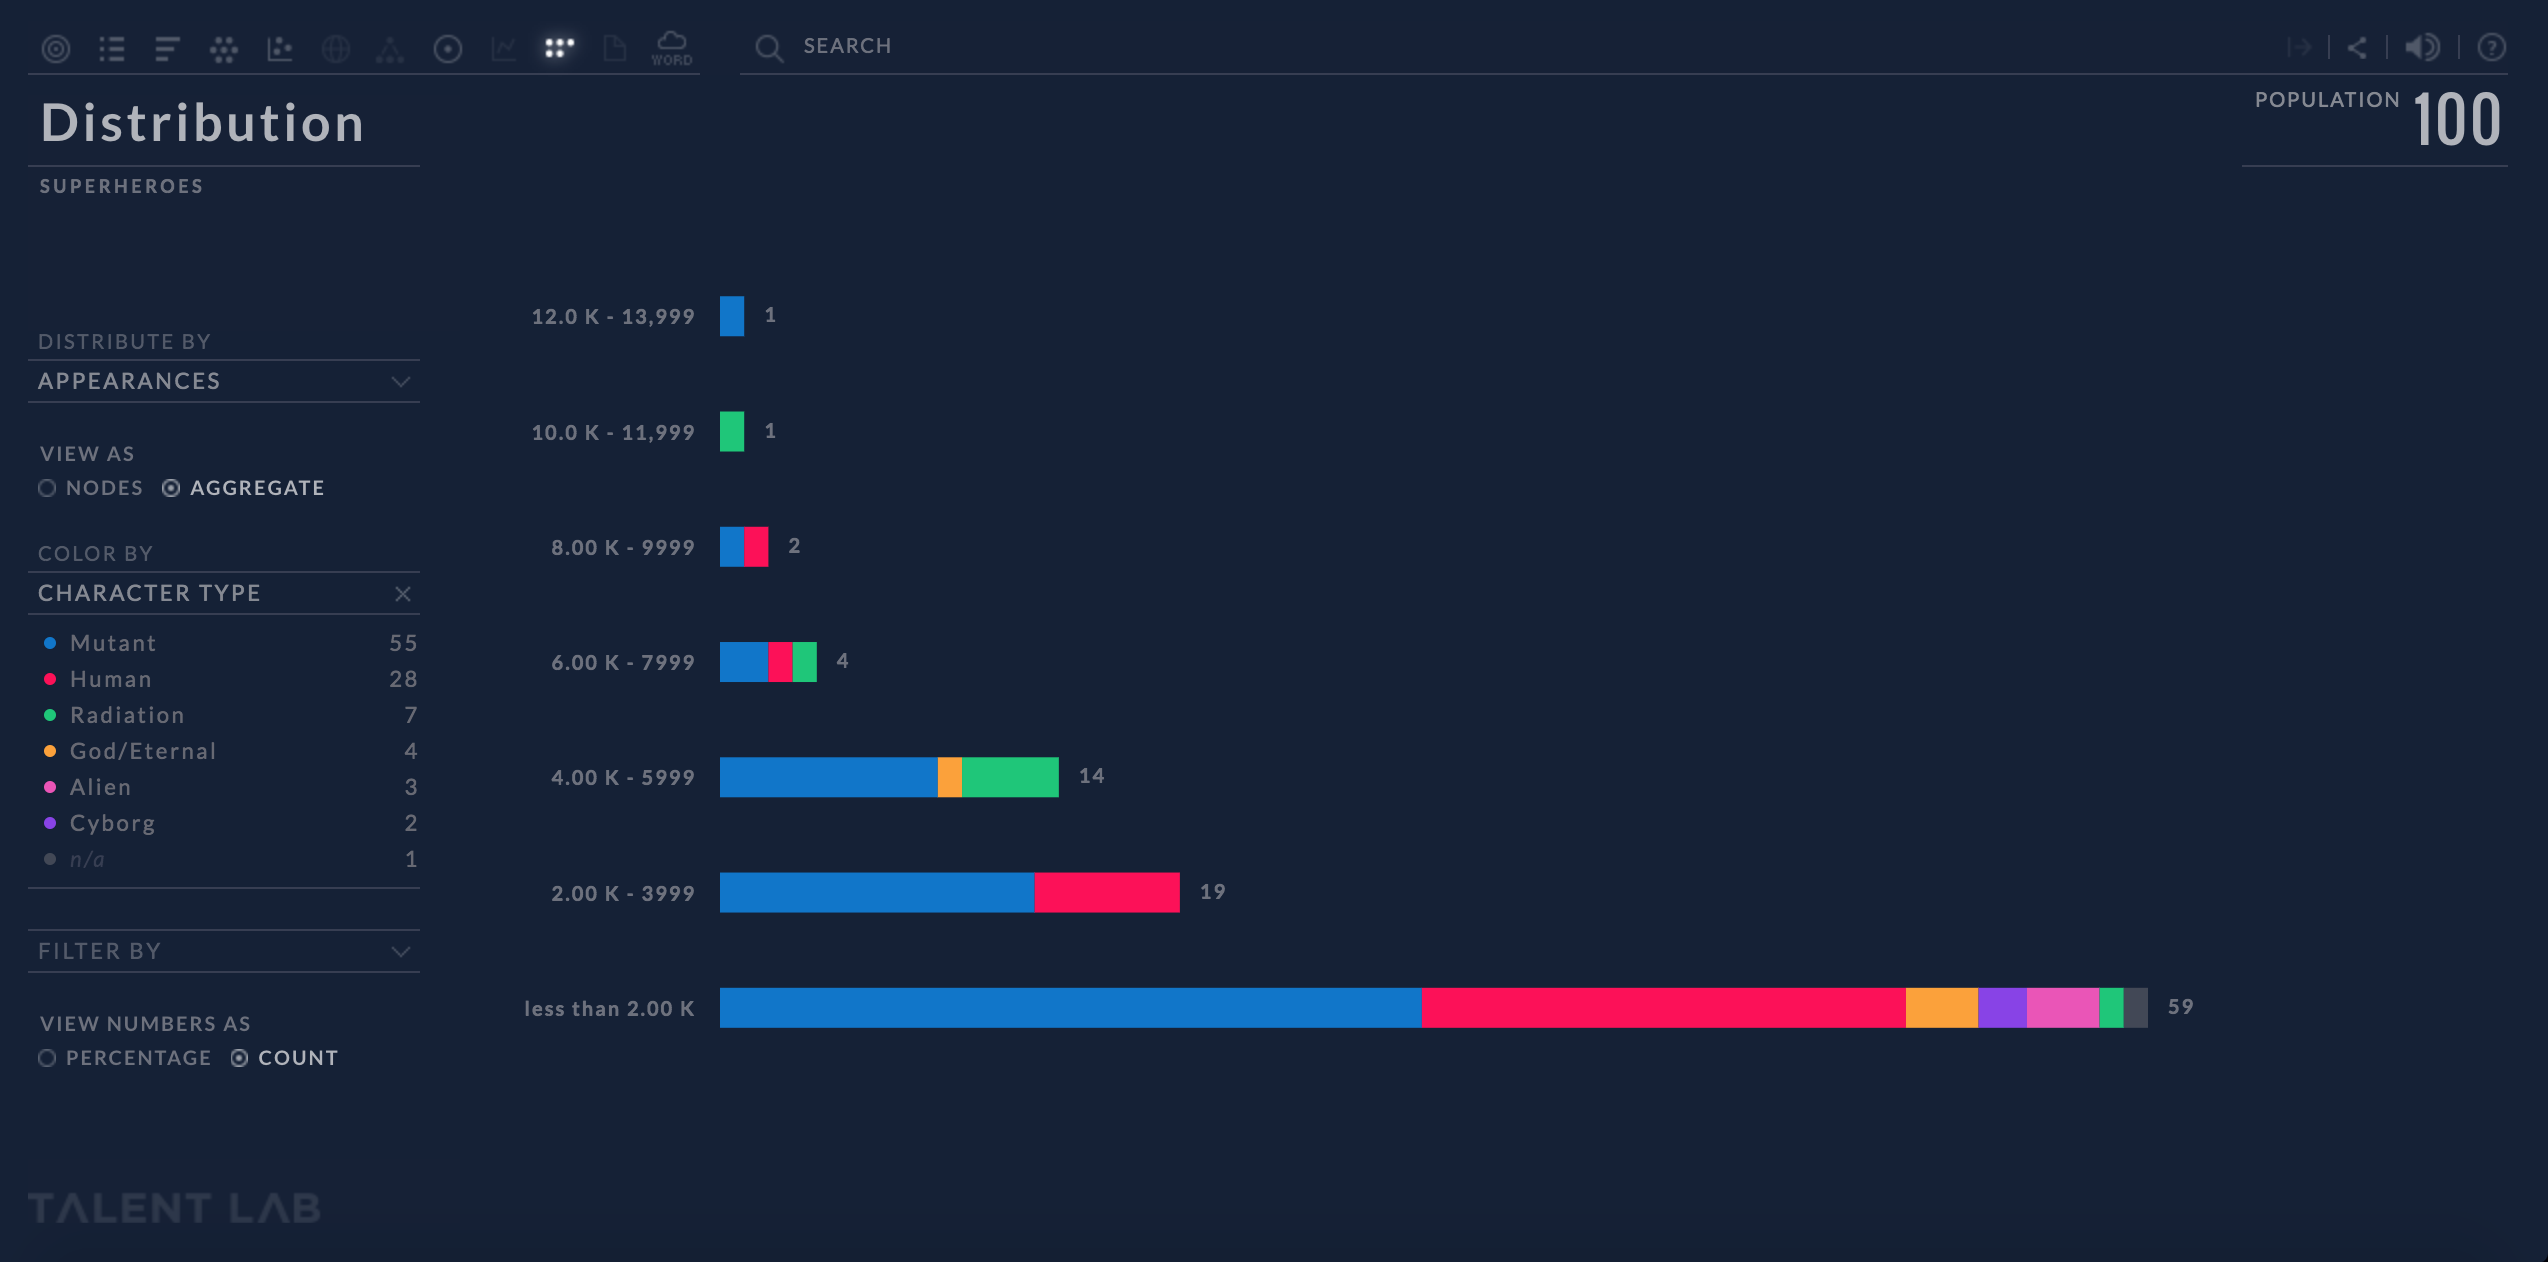 WORD
SEARCH
Distribution
POPULATION 100
SUPERHEROES
DISTRIBUTE BY
APPEARANCES
VIEW AS
NODES AGGREGATE
COLOR BY
CHARACTER TYPE
Mutant 55
Human 28
Radiation 7
God/Eternal 4
Alien 3
Cyborg 2
n/a 1
FILTER BY
VIEW NUMBERS AS
PERCENTAGE COUNT
12.0 K - 13,999 1
10.0 K - 11,999 1
8.00 K - 9999 2
6.00 K - 7999 4
4.00 K - 5999 14
2.00 K - 3999 19
less than 2.00 K 59
TALENT LAB